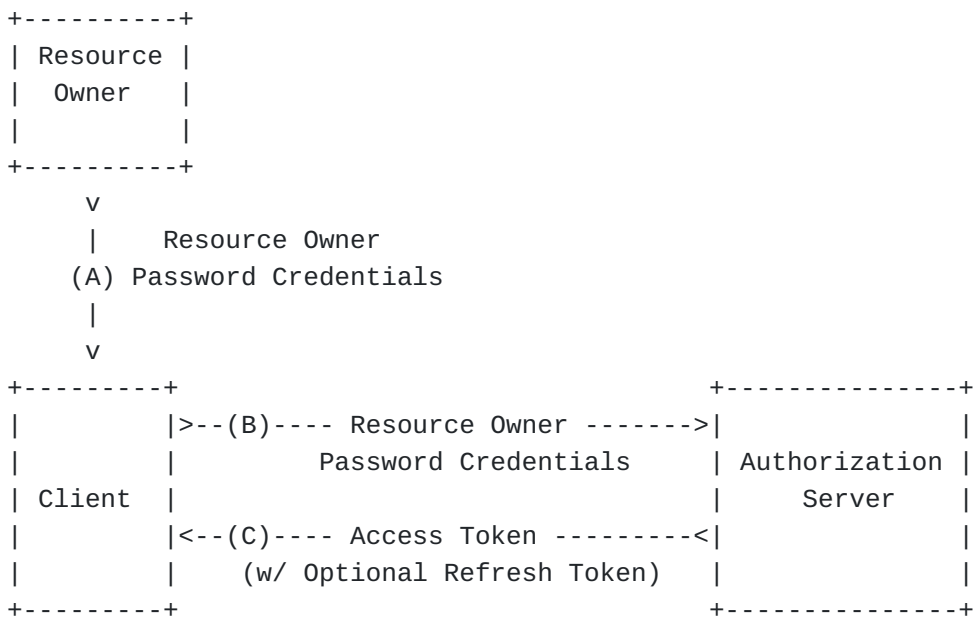 +----------+
| Resource |
|  Owner   |
|          |
+----------+
     v
     |    Resource Owner
    (A) Password Credentials
     |
     v
+---------+                                  +---------------+
|         |>--(B)---- Resource Owner ------->|               |
|         |         Password Credentials     | Authorization |
| Client  |                                  |     Server    |
|         |<--(C)---- Access Token ---------<|               |
|         |    (w/ Optional Refresh Token)   |               |
+---------+                                  +---------------+